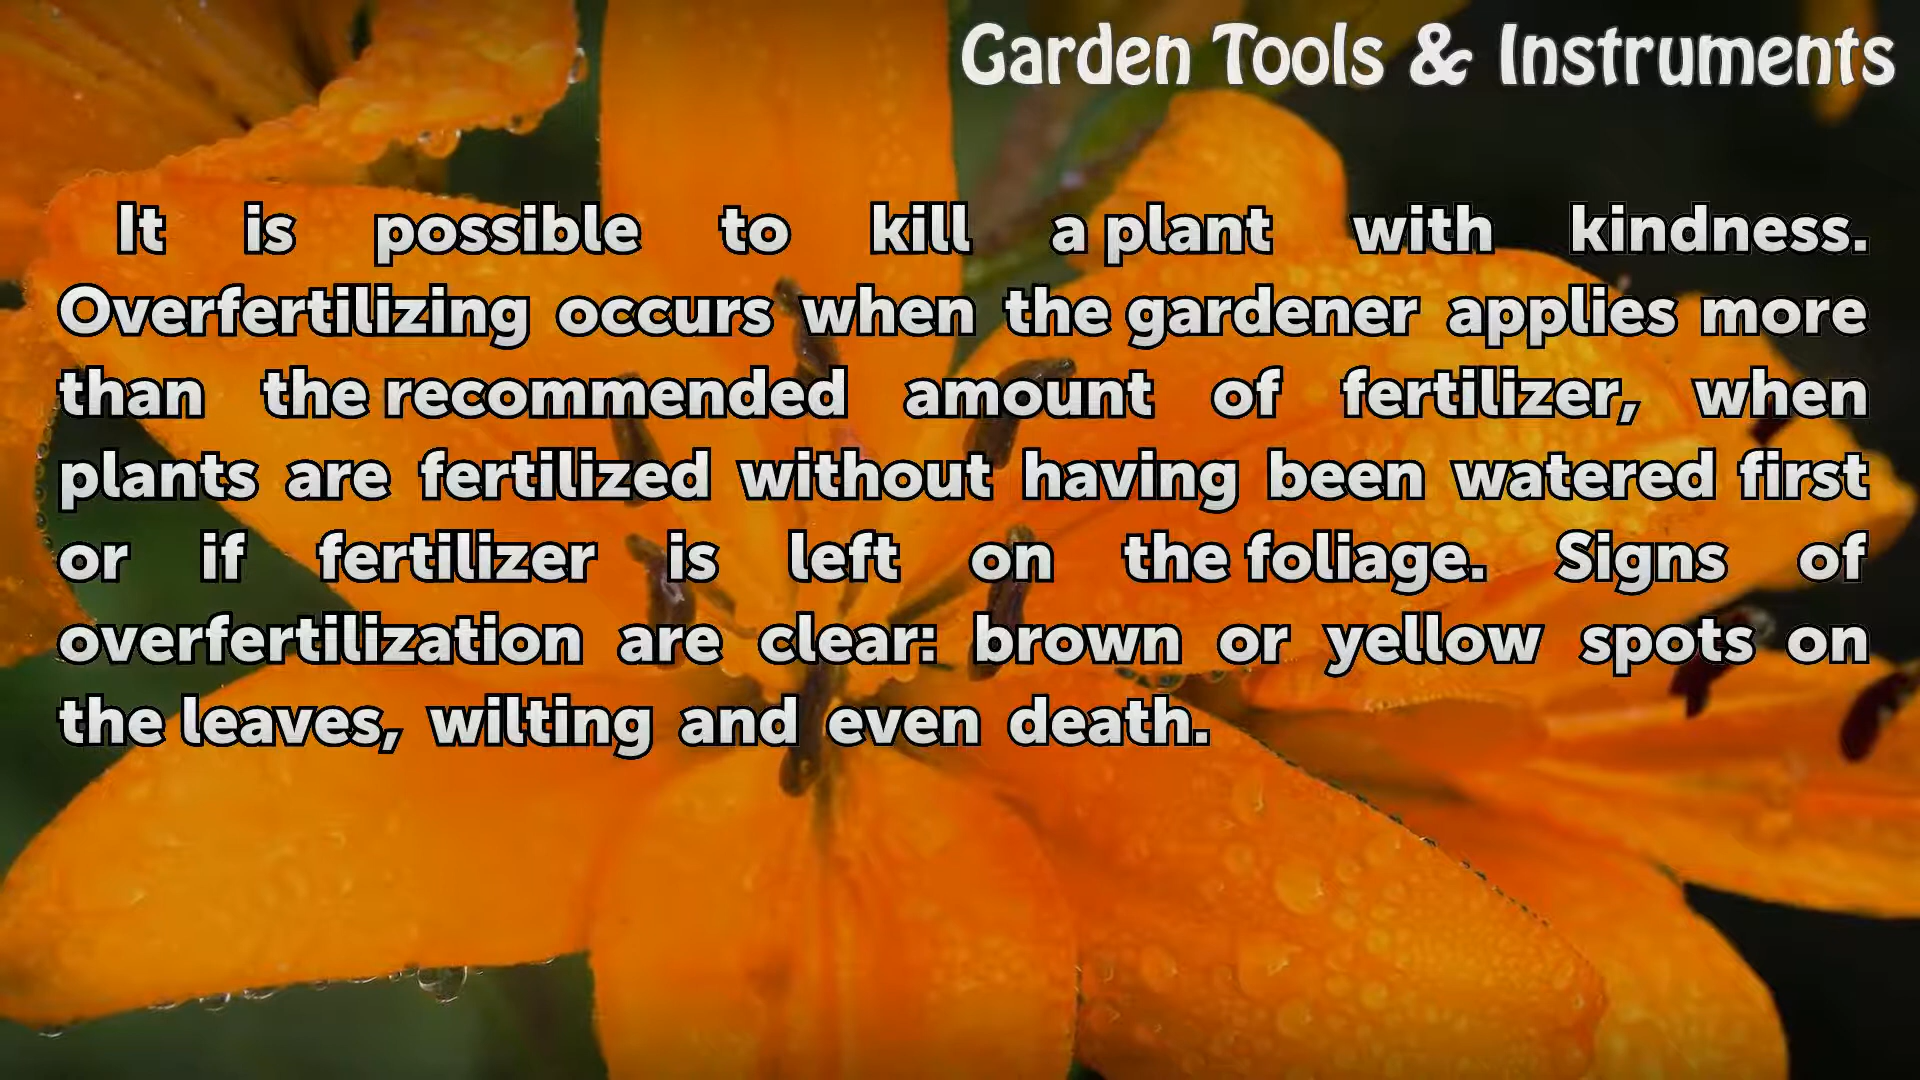 Garden Tools & Instruments
It is possible to kill a plant with kindness.
Overfertilizing occurs when the gardener applies more
than the recommended amount of fertilizer, when
plants are fertilized without having been watered first
or if fertilizer is left on the foliage. Signs of
overfertilization are clear: brown or yellow spots on
the leaves, wilting and even death.